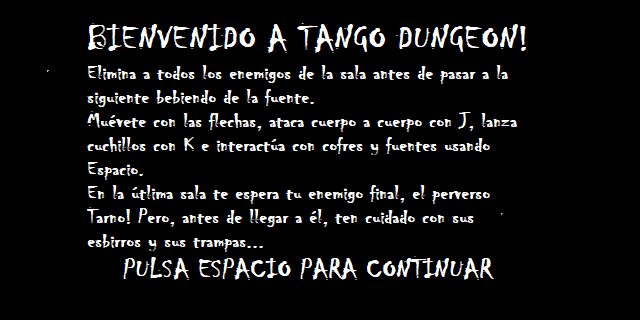 BIENVENIDO A TANGO DUNGEON!
Elimina a todos los enemigos de la sala antes de pasar a la
siguiente bebiendo de la fuente.
Muévete con las flechas, ataca cuerpo a cuerpo con J, lanza
cuchillos con K e interactúa con cofres y fuentes usando
Espacio.
En la útlima sala te espera tu enemigo final, el perverso
Tarno! Pero, antes de llegar a él, ten cuidado con sus
esbirros y sus trampas...
PULSA ESPACIO PARA CONTINUAR